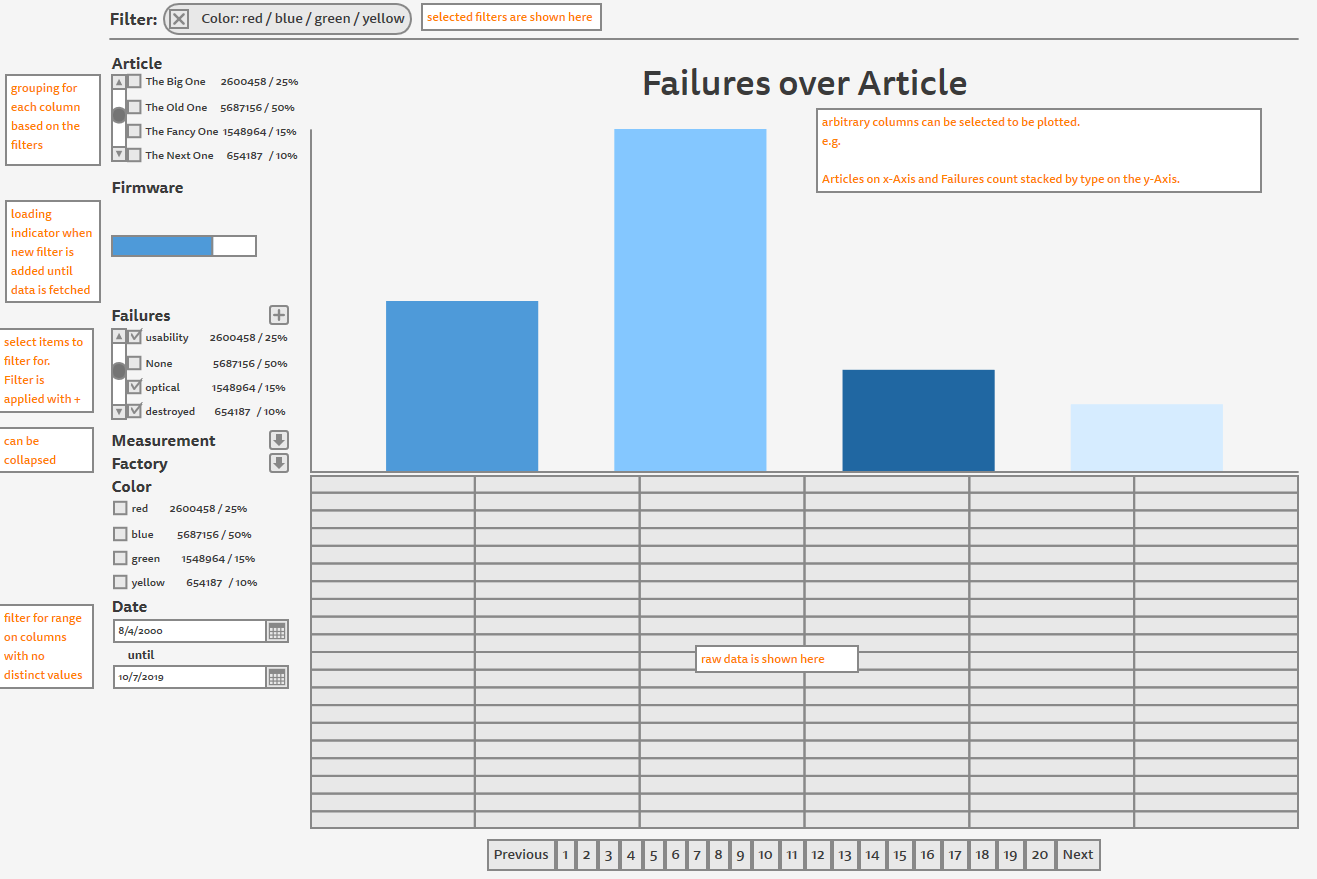 Filter:
Color: red / blue / green / yellow
selected filters are shown here
grouping for
each column
based on the
filters
Article
The Big One 2600458 / 25%
The Old One 5687156 / 50%
The Fancy One 1548964 / 15%
The Next One 654187 / 10%
Firmware
loading
indicator when
new filter is
added until
data is fetched
Failures
usability 2600458 / 25%
None 5687156 / 50%
optical 1548964 / 15%
destroyed 654187 / 10%
select items to
filter for.
Filter is
applied with +
can be
collapsed
Measurement
Factory
Color
red 2600458 / 25%
blue 5687156 / 50%
green 1548964 / 15%
yellow 654187 / 10%
filter for range
on columns
with no
distinct values
Date
8/4/2000
until
10/7/2019
Failures over Article
arbitrary columns can be selected to be plotted.
e.g.
Articles on x-Axis and Failures count stacked by type on the y-Axis.
raw data is shown here
Previous 1 2 3 4 5 6 7 8 9 10 11 12 13 14 15 16 17 18 19 20 Next